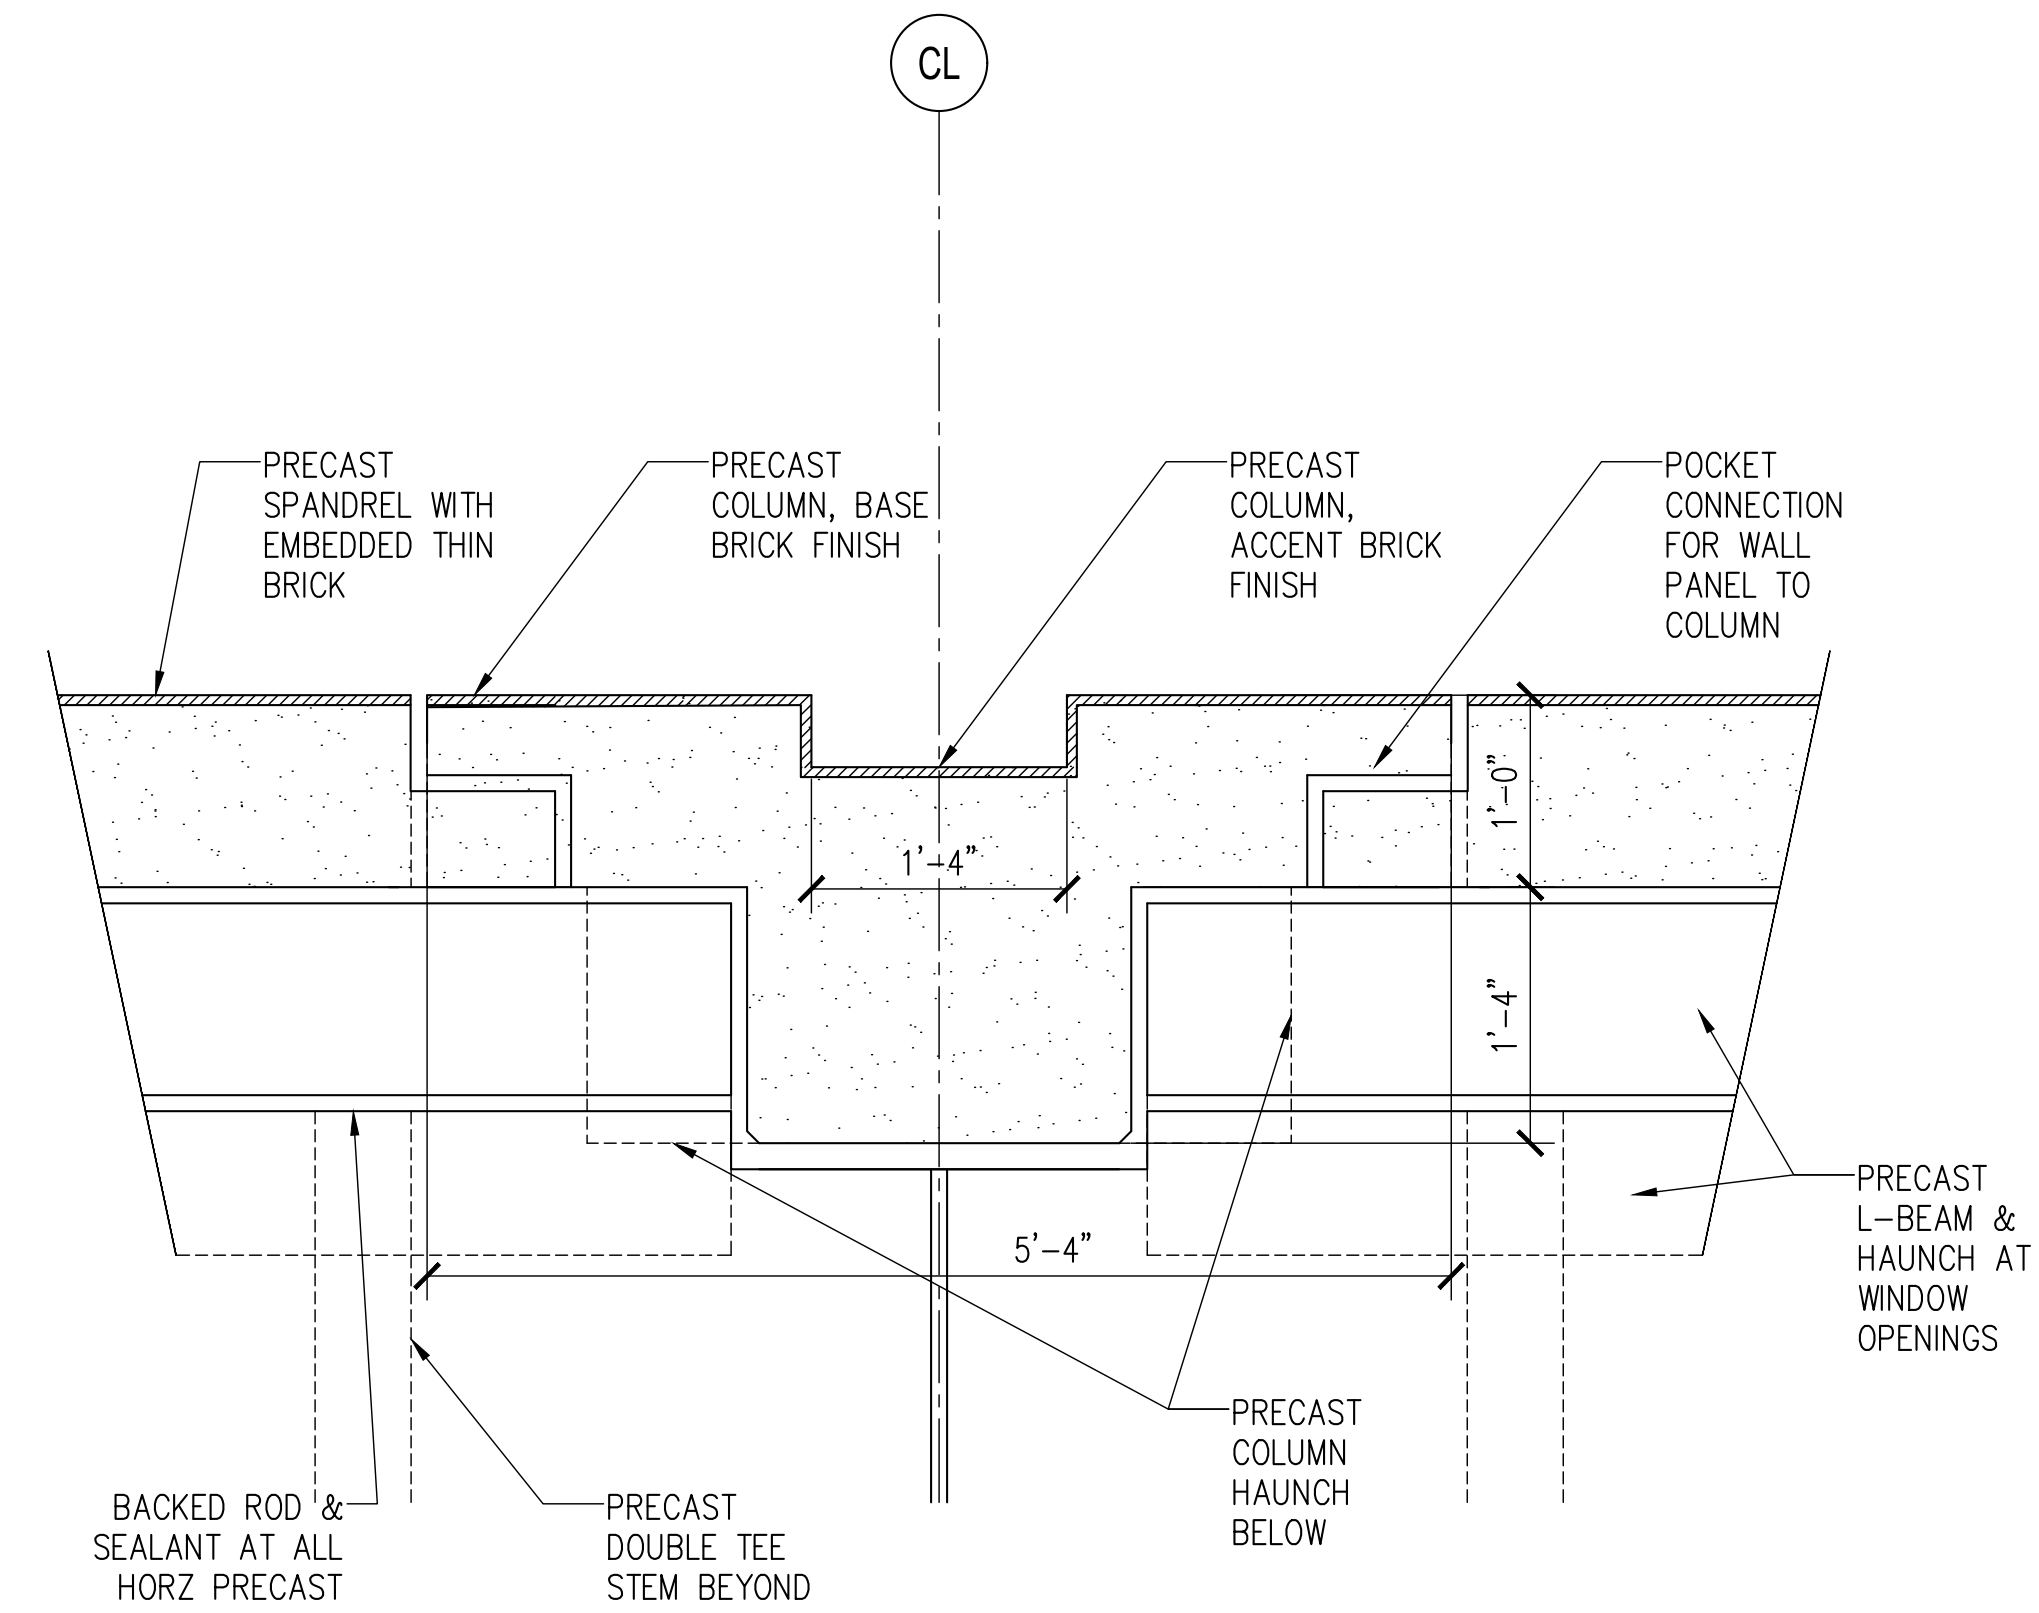 CL
PRECAST
SPANDREL WITH
EMBEDDED THIN
BRICK
PRECAST
COLUMN, BASE
BRICK FINISH
PRECAST
COLUMN,
ACCENT BRICK
FINISH
POCKET
CONNECTION
FOR WALL
PANEL TO
COLUMN
1'-0"
1'-4"
1'-4"
5'-4"
PRECAST
L-BEAM &
HAUNCH AT
WINDOW
OPENINGS
PRECAST
COLUMN
HAUNCH
BELOW
BACKED ROD &
SEALANT AT ALL
HORZ PRECAST
PRECAST
DOUBLE TEE
STEM BEYOND